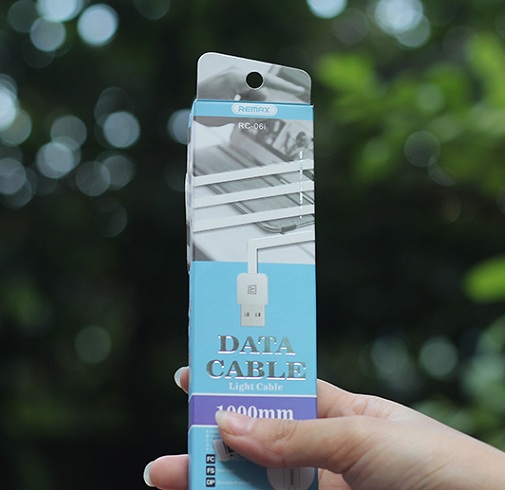 REMAX
RC-06i
DATA
CABLE
Light Cable
1000mm